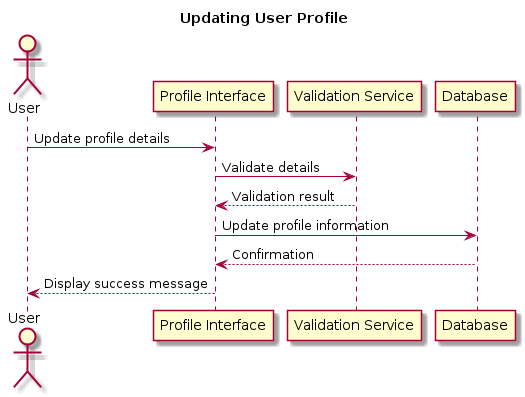 Updating User Profile
User
Profile Interface
Validation Service
Database
Update profile details
Validate details
Validation result
Update profile information
Confirmation
Display success message
User
Profile Interface
Validation Service
Database